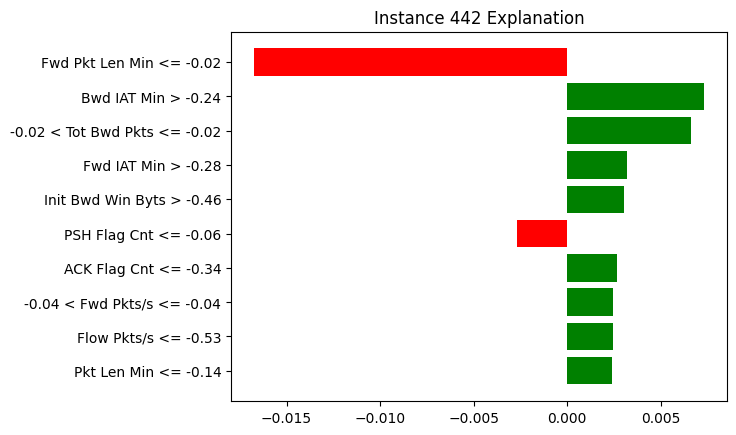 Instance 442 Explanation
Fwd Pkt Len Min <= -0.02
Bwd IAT Min > -0.24
-0.02 < Tot Bwd Pkts <= -0.02
Fwd IAT Min > -0.28
Init Bwd Win Byts > -0.46
PSH Flag Cnt <= -0.06
ACK Flag Cnt <= -0.34
-0.04 < Fwd Pkts/s <= -0.04
Flow Pkts/s <= -0.53
Pkt Len Min <= -0.14
−0.015 −0.010 −0.005 0.000 0.005